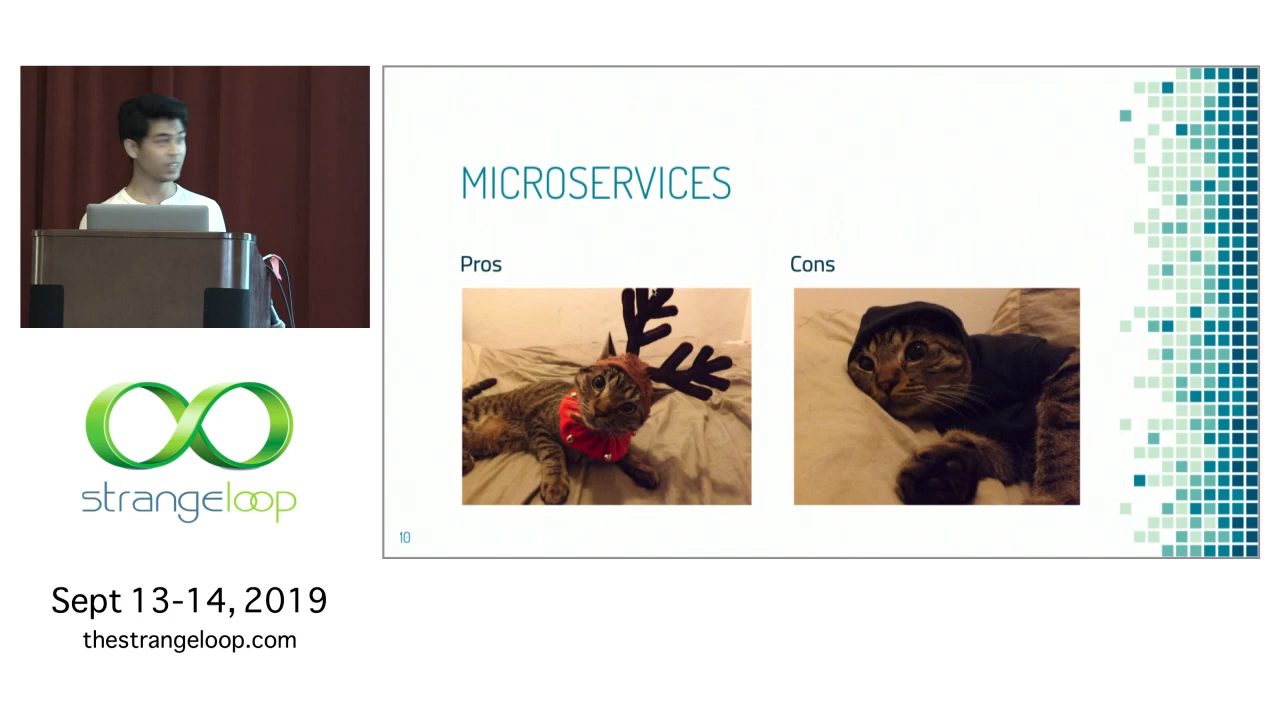 MICROSERVICES
Pros
Cons
10
strangeloop
Sept 13-14, 2019
thestrangeloop.com